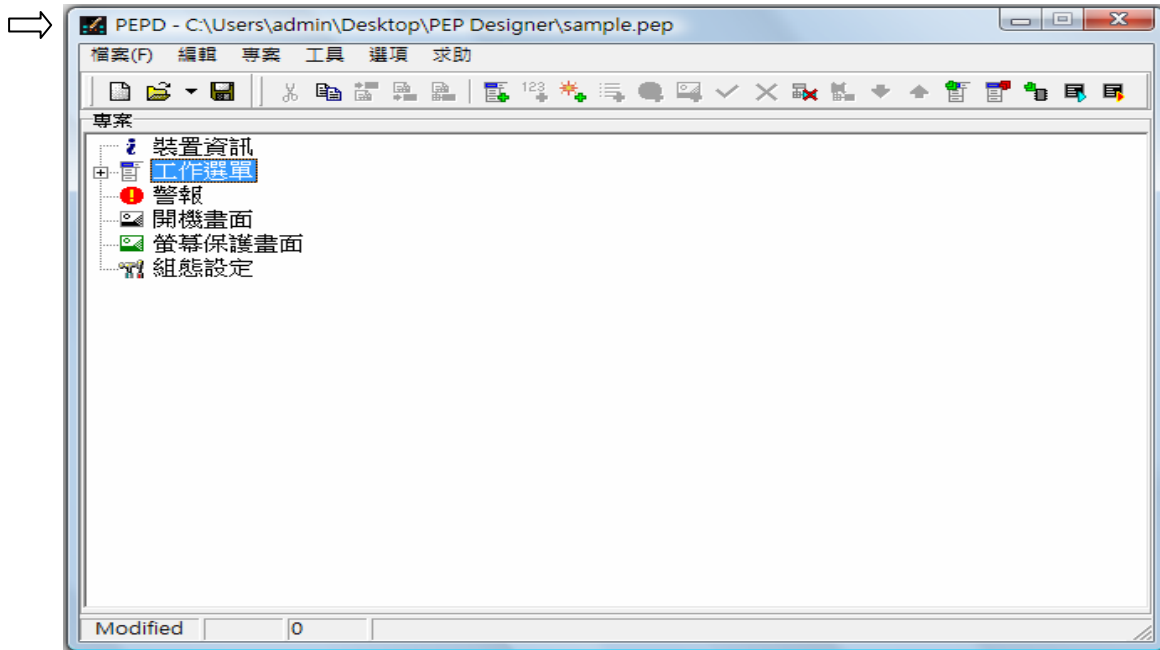 PEPD - C:\Users\admin\Desktop\PEP Designer\sample.pep
檔案(F) 編輯 專案 工具 選項 求助
123
專案
裝置資訊
工作選單
警報
開機畫面
螢幕保護畫面
組態設定
Modified 0